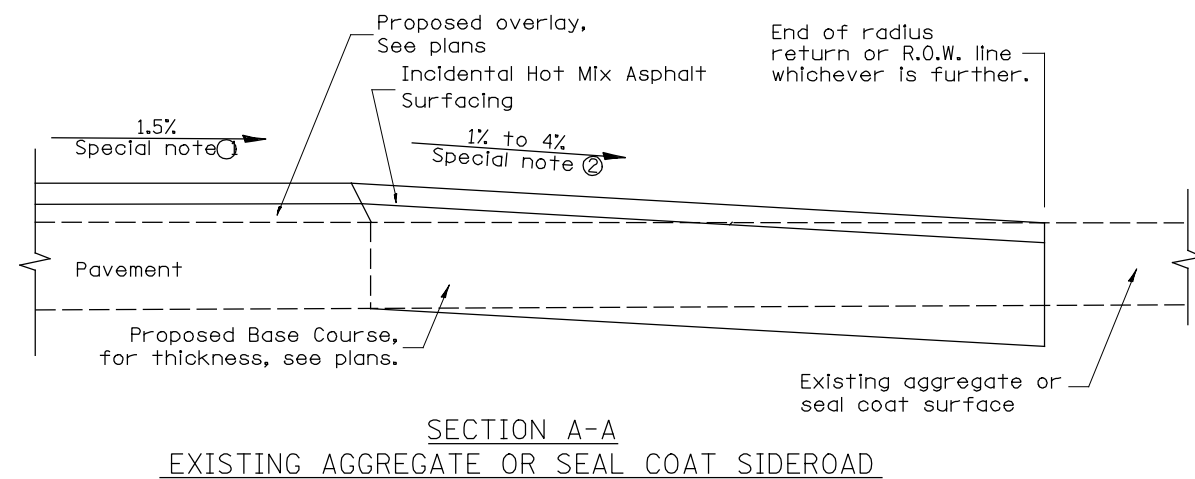 Proposed overlay,
See plans
End of radius
return or R.O.W. line
whichever is further.
Incidental Hot Mix Asphalt
Surfacing
1.5%
Special note 1
1% to 4%
Special note 2
Pavement
Proposed Base Course,
for thickness, see plans.
Existing aggregate or
seal coat surface
SECTION A-A
EXISTING AGGREGATE OR SEAL COAT SIDEROAD